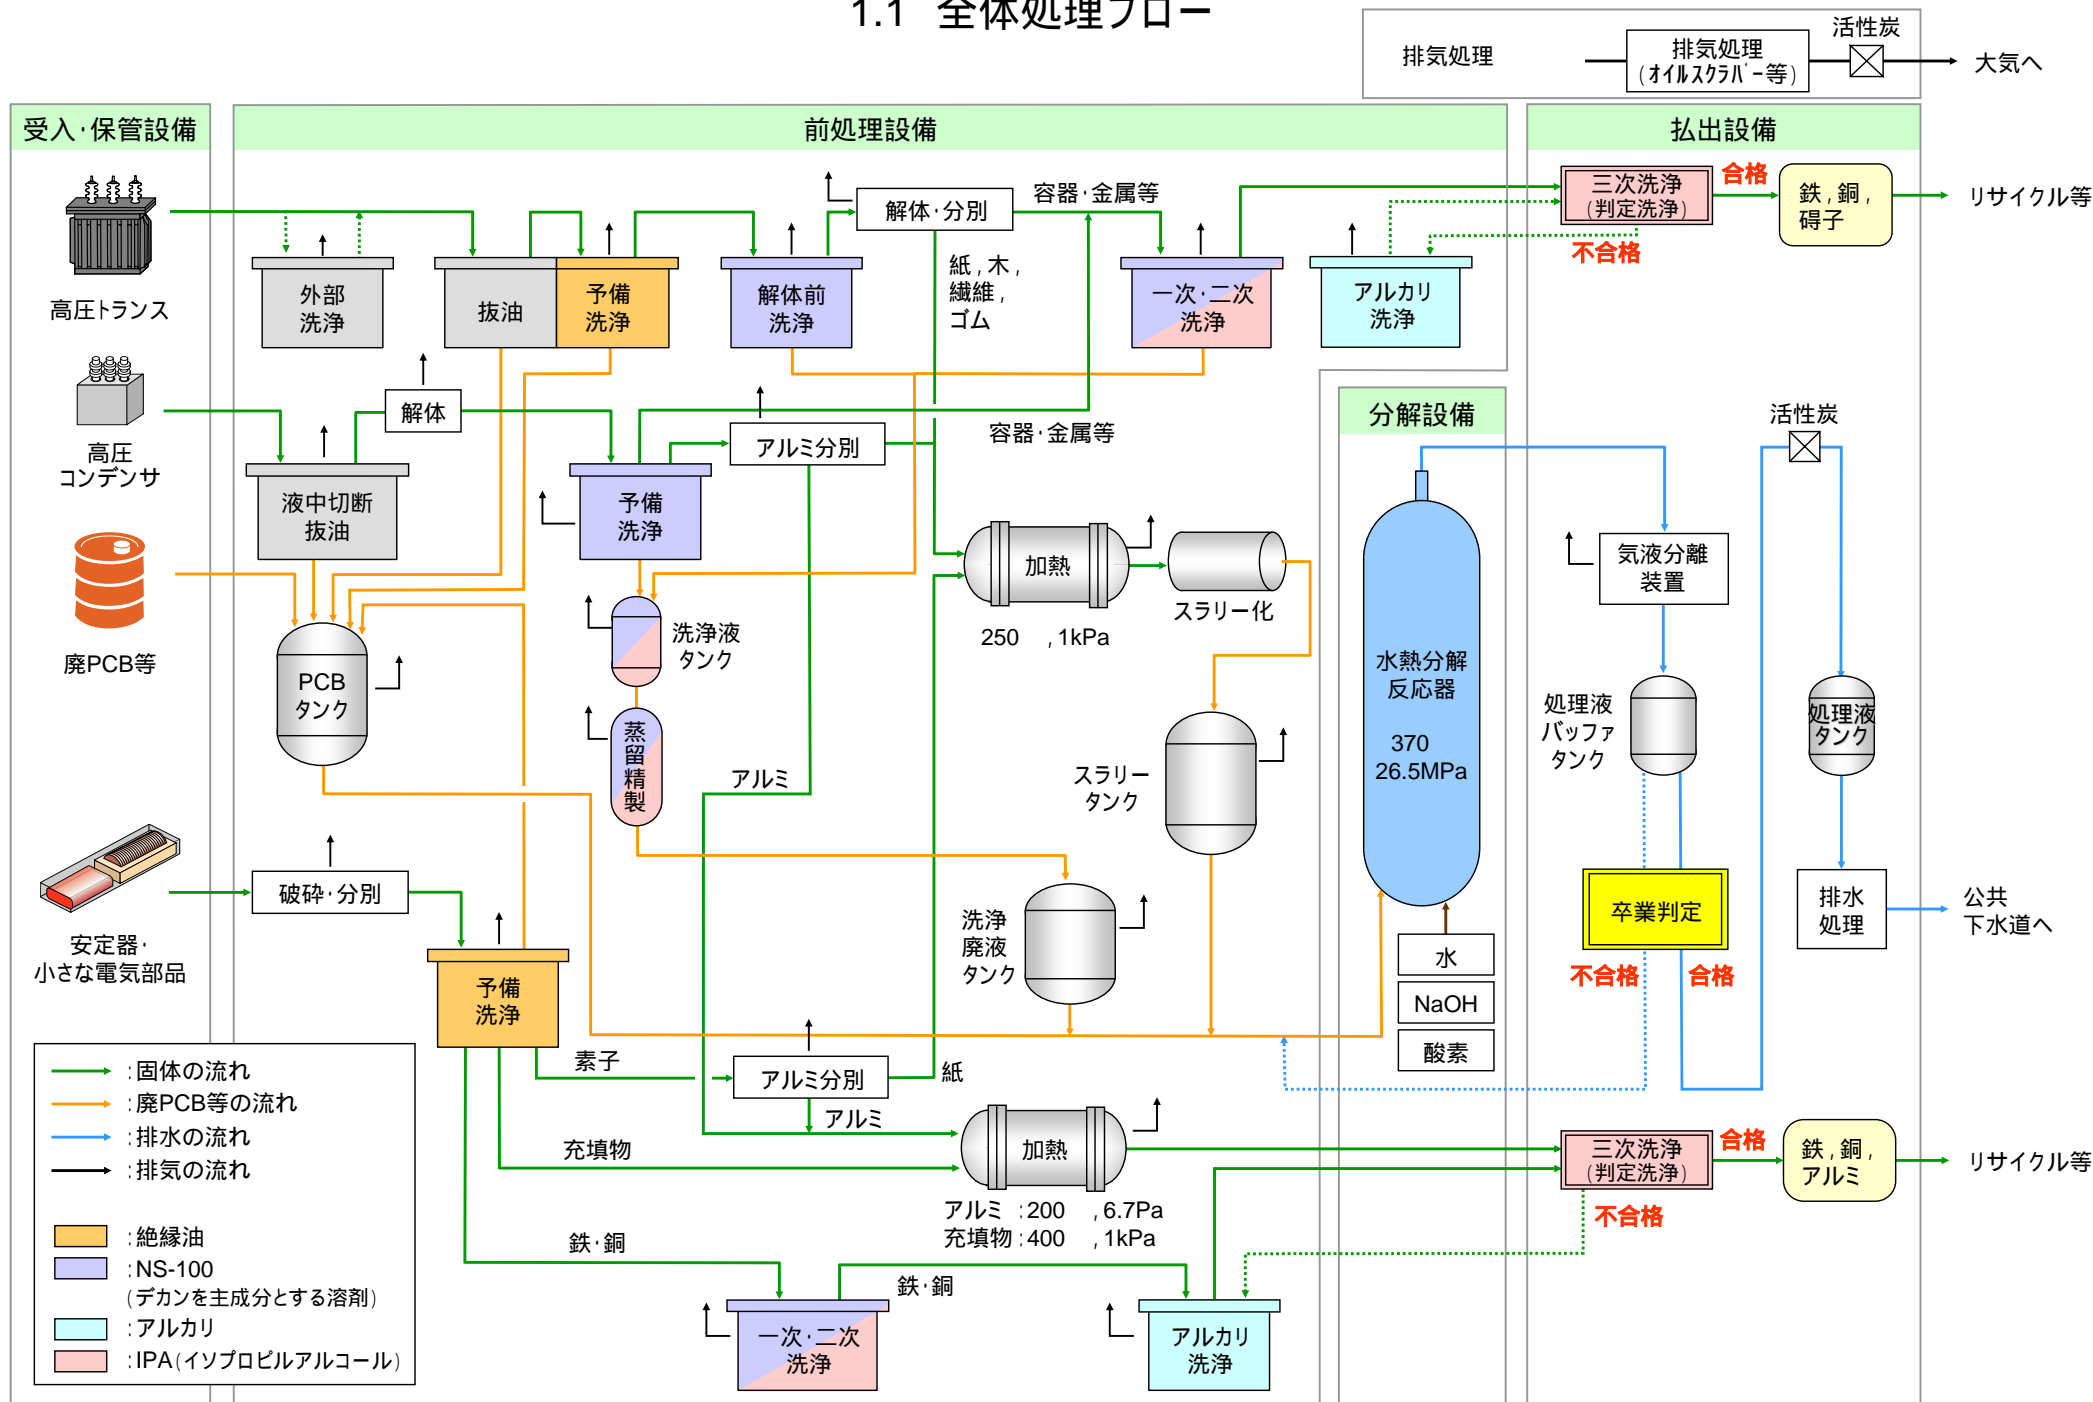 1.1 全体処理フロー
排気処理
排気処理
(オイルスクラバー等)
活性炭
大気へ
受入・保管設備
前処理設備
払出設備
高圧トランス
外部
洗浄
抜油
予備
洗浄
解体前
洗浄
解体・分別
容器・金属等
紙,木,
繊維,
ゴム
一次・二次
洗浄
アルカリ
洗浄
三次洗浄
(判定洗浄)
合格
不合格
鉄,銅,
碍子
リサイクル等
高圧
コンデンサ
解体
液中切断
抜油
予備
洗浄
アルミ分別
容器・金属等
分解設備
活性炭
廃PCB等
PCB
タンク
洗浄液
タンク
蒸留精製
加熱
250 ,1kPa
スラリー化
スラリー
タンク
水熱分解
反応器
370
26.5MPa
気液分離
装置
処理液
バッファ
タンク
処理液
タンク
アルミ
安定器・
小さな電気部品
破砕・分別
予備
洗浄
洗浄
廃液
タンク
水
NaOH
酸素
卒業判定
不合格
合格
排水
処理
公共
下水道へ
素子
アルミ分別
紙
アルミ
充填物
加熱
アルミ :200 ,6.7Pa
充填物:400 ,1kPa
三次洗浄
(判定洗浄)
合格
不合格
鉄,銅,
アルミ
リサイクル等
鉄・銅
一次・二次
洗浄
鉄・銅
アルカリ
洗浄
:固体の流れ
:廃PCB等の流れ
:排水の流れ
:排気の流れ
:絶縁油
:NS-100
(デカンを主成分とする溶剤)
:アルカリ
:IPA(イソプロピルアルコール)